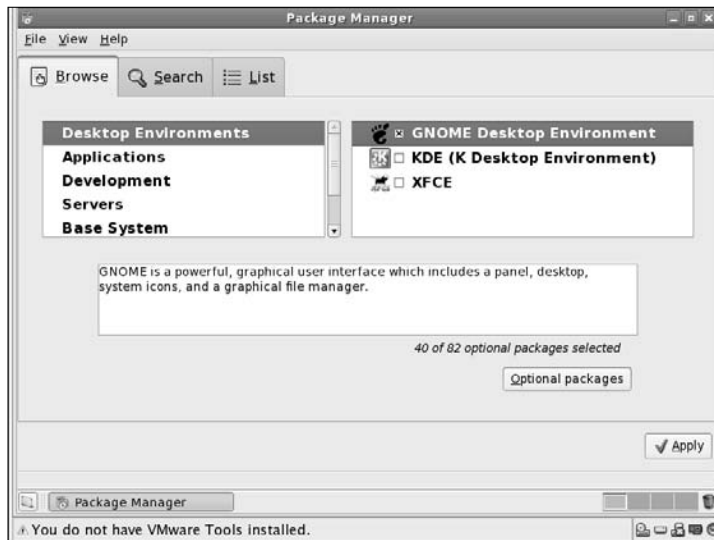 Package Manager
File View Help
Browse Search List
Desktop Environments
Applications
Development
Servers
Base System
GNOME Desktop Environment
KDE (K Desktop Environment)
XFCE
GNOME is a powerful, graphical user interface which includes a panel, desktop,
system icons, and a graphical file manager.
40 of 82 optional packages selected
Optional packages
Apply
Package Manager
You do not have VMware Tools installed.